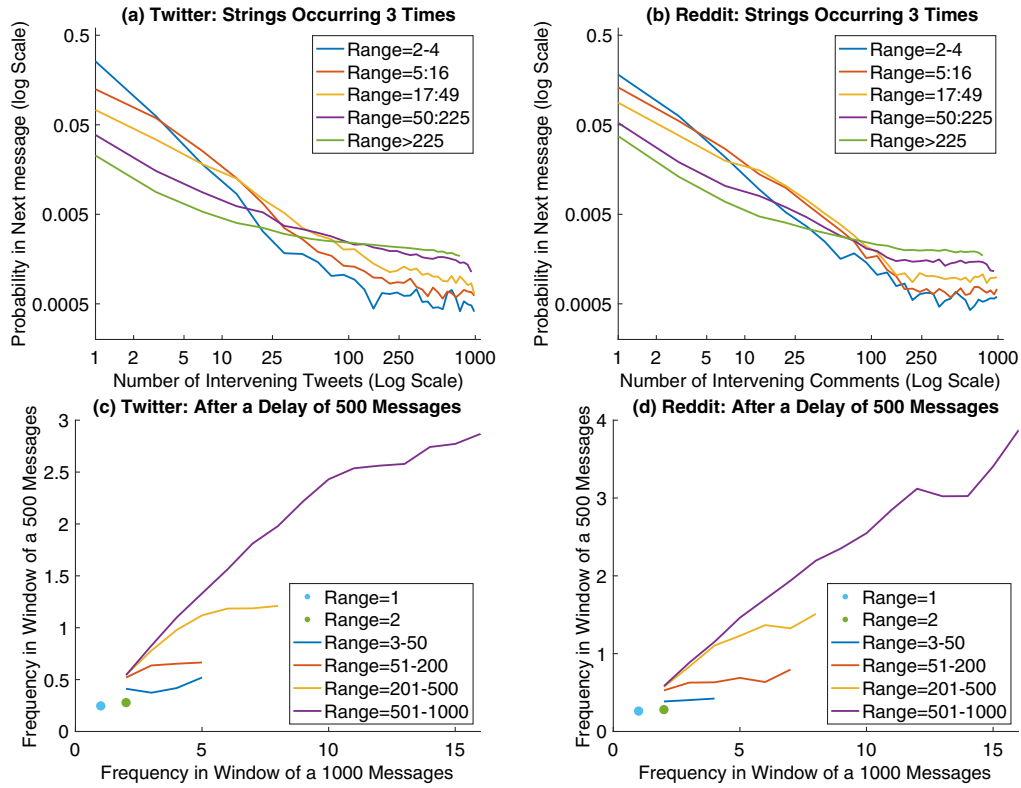 (a) Twitter: Strings Occurring 3 Times
Probability in Next message (log Scale)
0.5
0.05
0.005
0.0005
Range=2-4
Range=5:16
Range=17:49
Range=50:225
Range>225
1 2 5 10 25 100 250 1000
Number of Intervening Tweets (Log Scale)
(b) Reddit: Strings Occurring 3 Times
Probability in Next message (log Scale)
0.5
0.05
0.005
0.0005
Range=2-4
Range=5:16
Range=17:49
Range=50:225
Range>225
1 2 5 10 25 100 250 1000
Number of Intervening Comments (Log Scale)
(c) Twitter: After a Delay of 500 Messages
Frequency in Window of a 500 Messages
3
2.5
2
1.5
1
0.5
0
Range=1
Range=2
Range=3-50
Range=51-200
Range=201-500
Range=501-1000
0 5 10 15
Frequency in Window of a 1000 Messages
(d) Reddit: After a Delay of 500 Messages
Frequency in Window of a 500 Messages
4
3
2
1
0
Range=1
Range=2
Range=3-50
Range=51-200
Range=201-500
Range=501-1000
0 5 10 15
Frequency in Window of a 1000 Messages